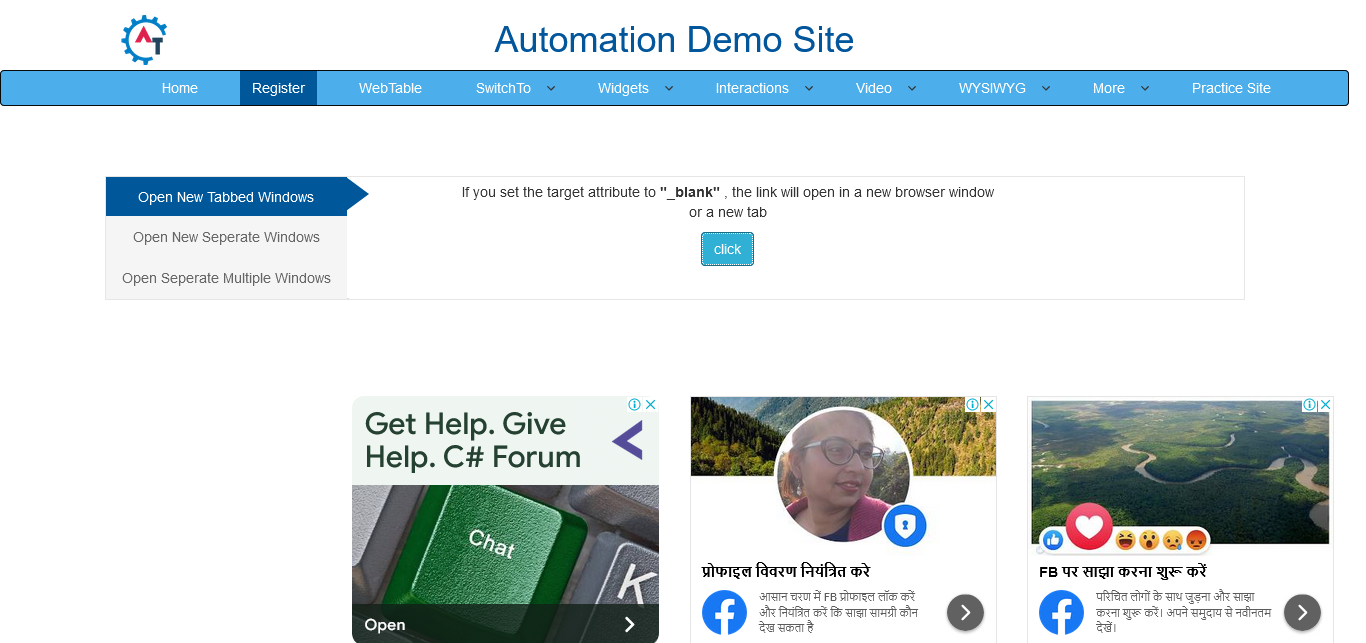 AT
Automation Demo Site
Home Register WebTable SwitchTo Widgets Interactions Video WYSIWYG More Practice Site
Open New Tabbed Windows
Open New Seperate Windows
Open Seperate Multiple Windows
If you set the target attribute to "_blank" , the link will open in a new browser window
or a new tab
click
Get Help. Give
Help. C# Forum
Chat
K
Open
प्रोफाइल विवरण नियंत्रित करे
आसान चरण में FB प्रोफाइल लॉक करें
और नियंत्रित करें कि साझा सामग्री कौन
देख सकता है
FB पर साझा करना शुरू करें
परिचित लोगों के साथ जुड़ना और साझा
करना शुरू करें। अपने समुदाय से नवीनतम
देखें।